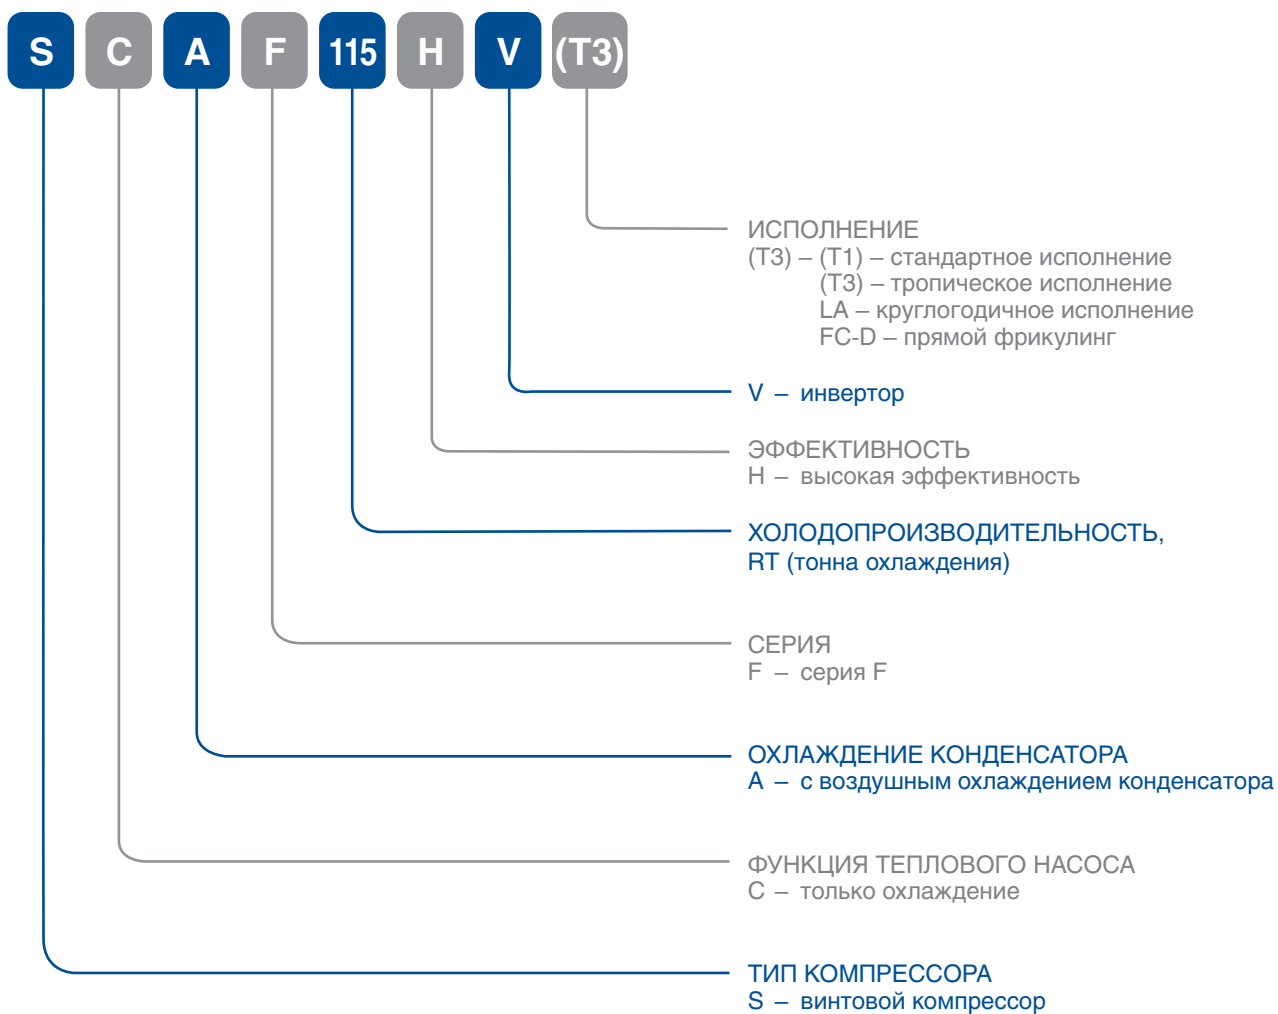 S C A F 115 H V (T3)
ИСПОЛНЕНИЕ
(T3) – (T1) – стандартное исполнение
(T3) – тропическое исполнение
LA – круглогодичное исполнение
FC-D – прямой фрикулинг
V – инвертор
ЭФФЕКТИВНОСТЬ
H – высокая эффективность
ХОЛОДОПРОИЗВОДИТЕЛЬНОСТЬ,
RT (тонна охлаждения)
СЕРИЯ
F – серия F
ОХЛАЖДЕНИЕ КОНДЕНСАТОРА
A – с воздушным охлаждением конденсатора
ФУНКЦИЯ ТЕПЛОВОГО НАСОСА
C – только охлаждение
ТИП КОМПРЕССОРА
S – винтовой компрессор